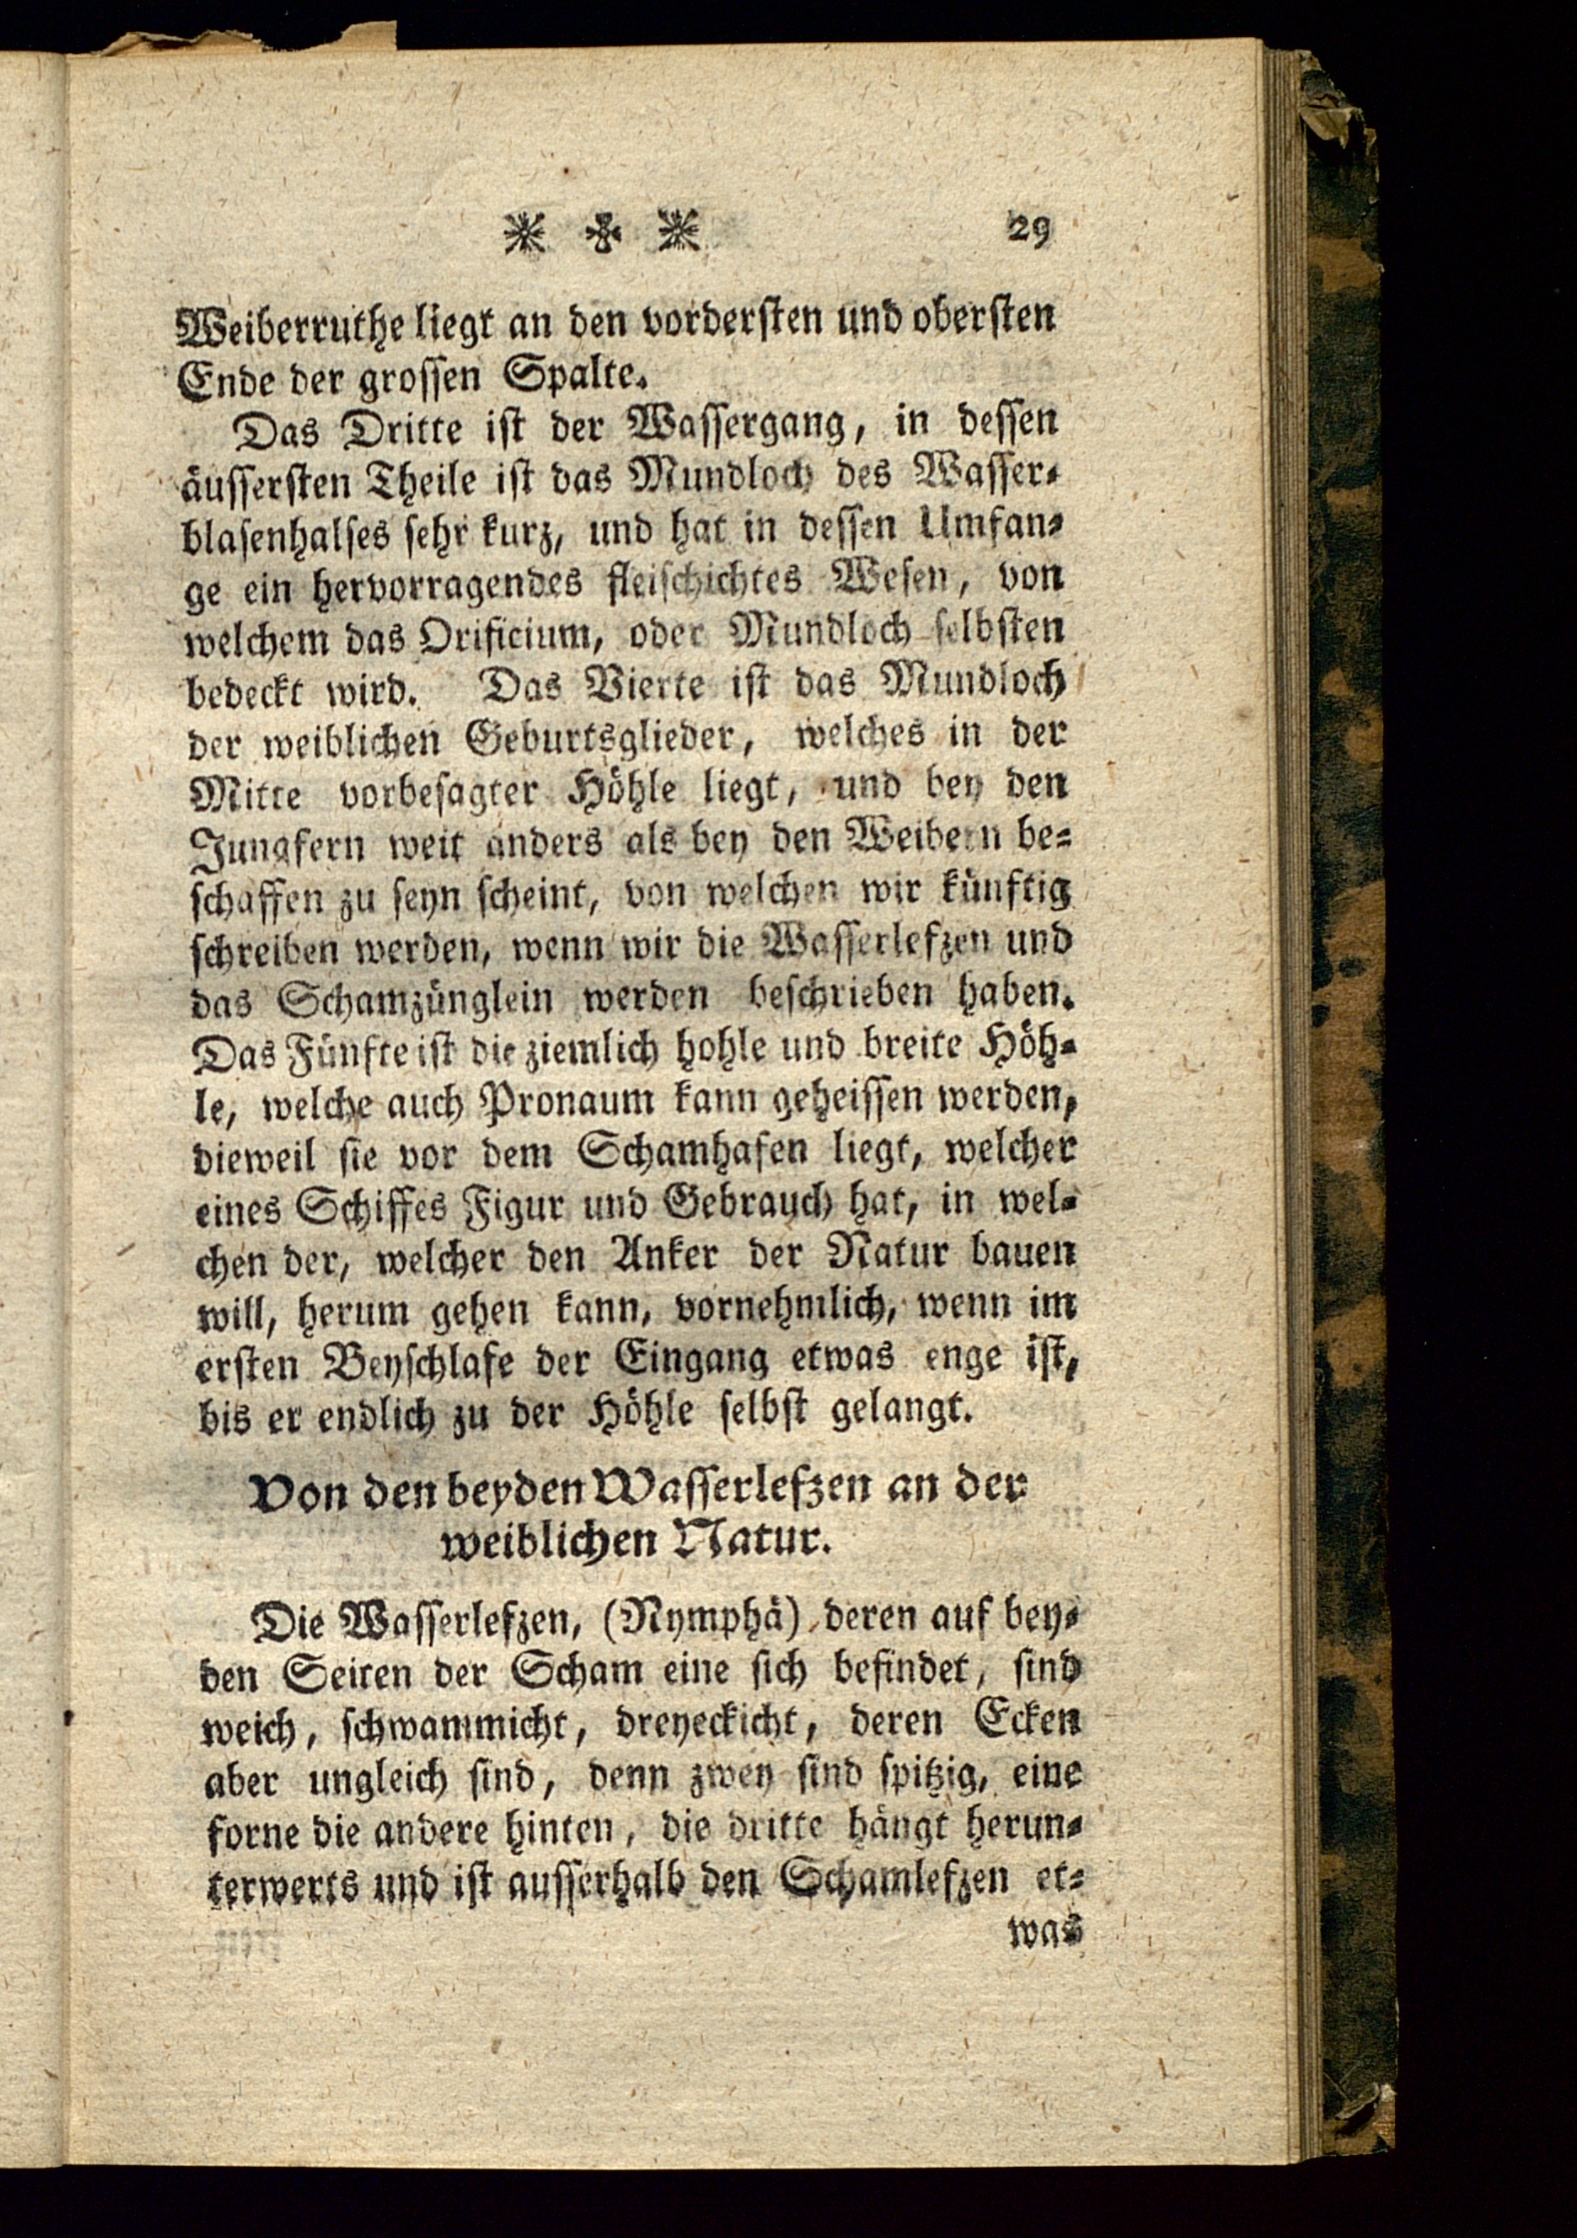 29
Weiberruthe liegt an den vordersten und obersten
Ende der grossen Spalte.
Das Dritte ist der Wassergang, in dessen
äussersten Theile ist das Mundloch des Wasser-
blasenhalses sehr kurz, und hat in dessen Umfan-
ge ein hervorragendes fleischichtes Wesen, von
welchem das Orificium, oder Mundloch selbsten
bedeckt wird. Das Vierte ist das Mundloch
der weiblichen Geburtsglieder, welches in der
Mitte vorbesagter Höhle liegt, und bey den
Jungfern weit anders als bey den Weibern be-
schaffen zu seyn scheint, von welchen wir künftig
schreiben werden, wenn wir die Wasserlefzen und
das Schamzünglein werden beschrieben haben.
Das Fünfte ist die ziemlich hohle und breite Höh-
le, welche auch Pronaum kann geheissen werden,
dieweil sie vor dem Schamhafen liegt, welcher
eines Schiffes Figur und Gebrauch hat, in wel-
chen der, welcher den Anker der Natur bauen
will, herum gehen kann, vornehmlich, wenn im
ersten Beyschlafe der Eingang etwas enge ist,
bis er endlich zu der Höhle selbst gelangt.
Von den beyden Wasserlefzen an der
weiblichen Natur.
Die Wasserlefzen, (Nymphä) deren auf bey-
den Seiten der Scham eine sich befindet, sind
weich, schwammicht, dreyeckicht, deren Ecken
aber ungleich sind, denn zwey sind spitzig, eine
forne die andere hinten, die dritte hängt herun-
terwerts und ist ausserhalb den Schamlefzen et-
was